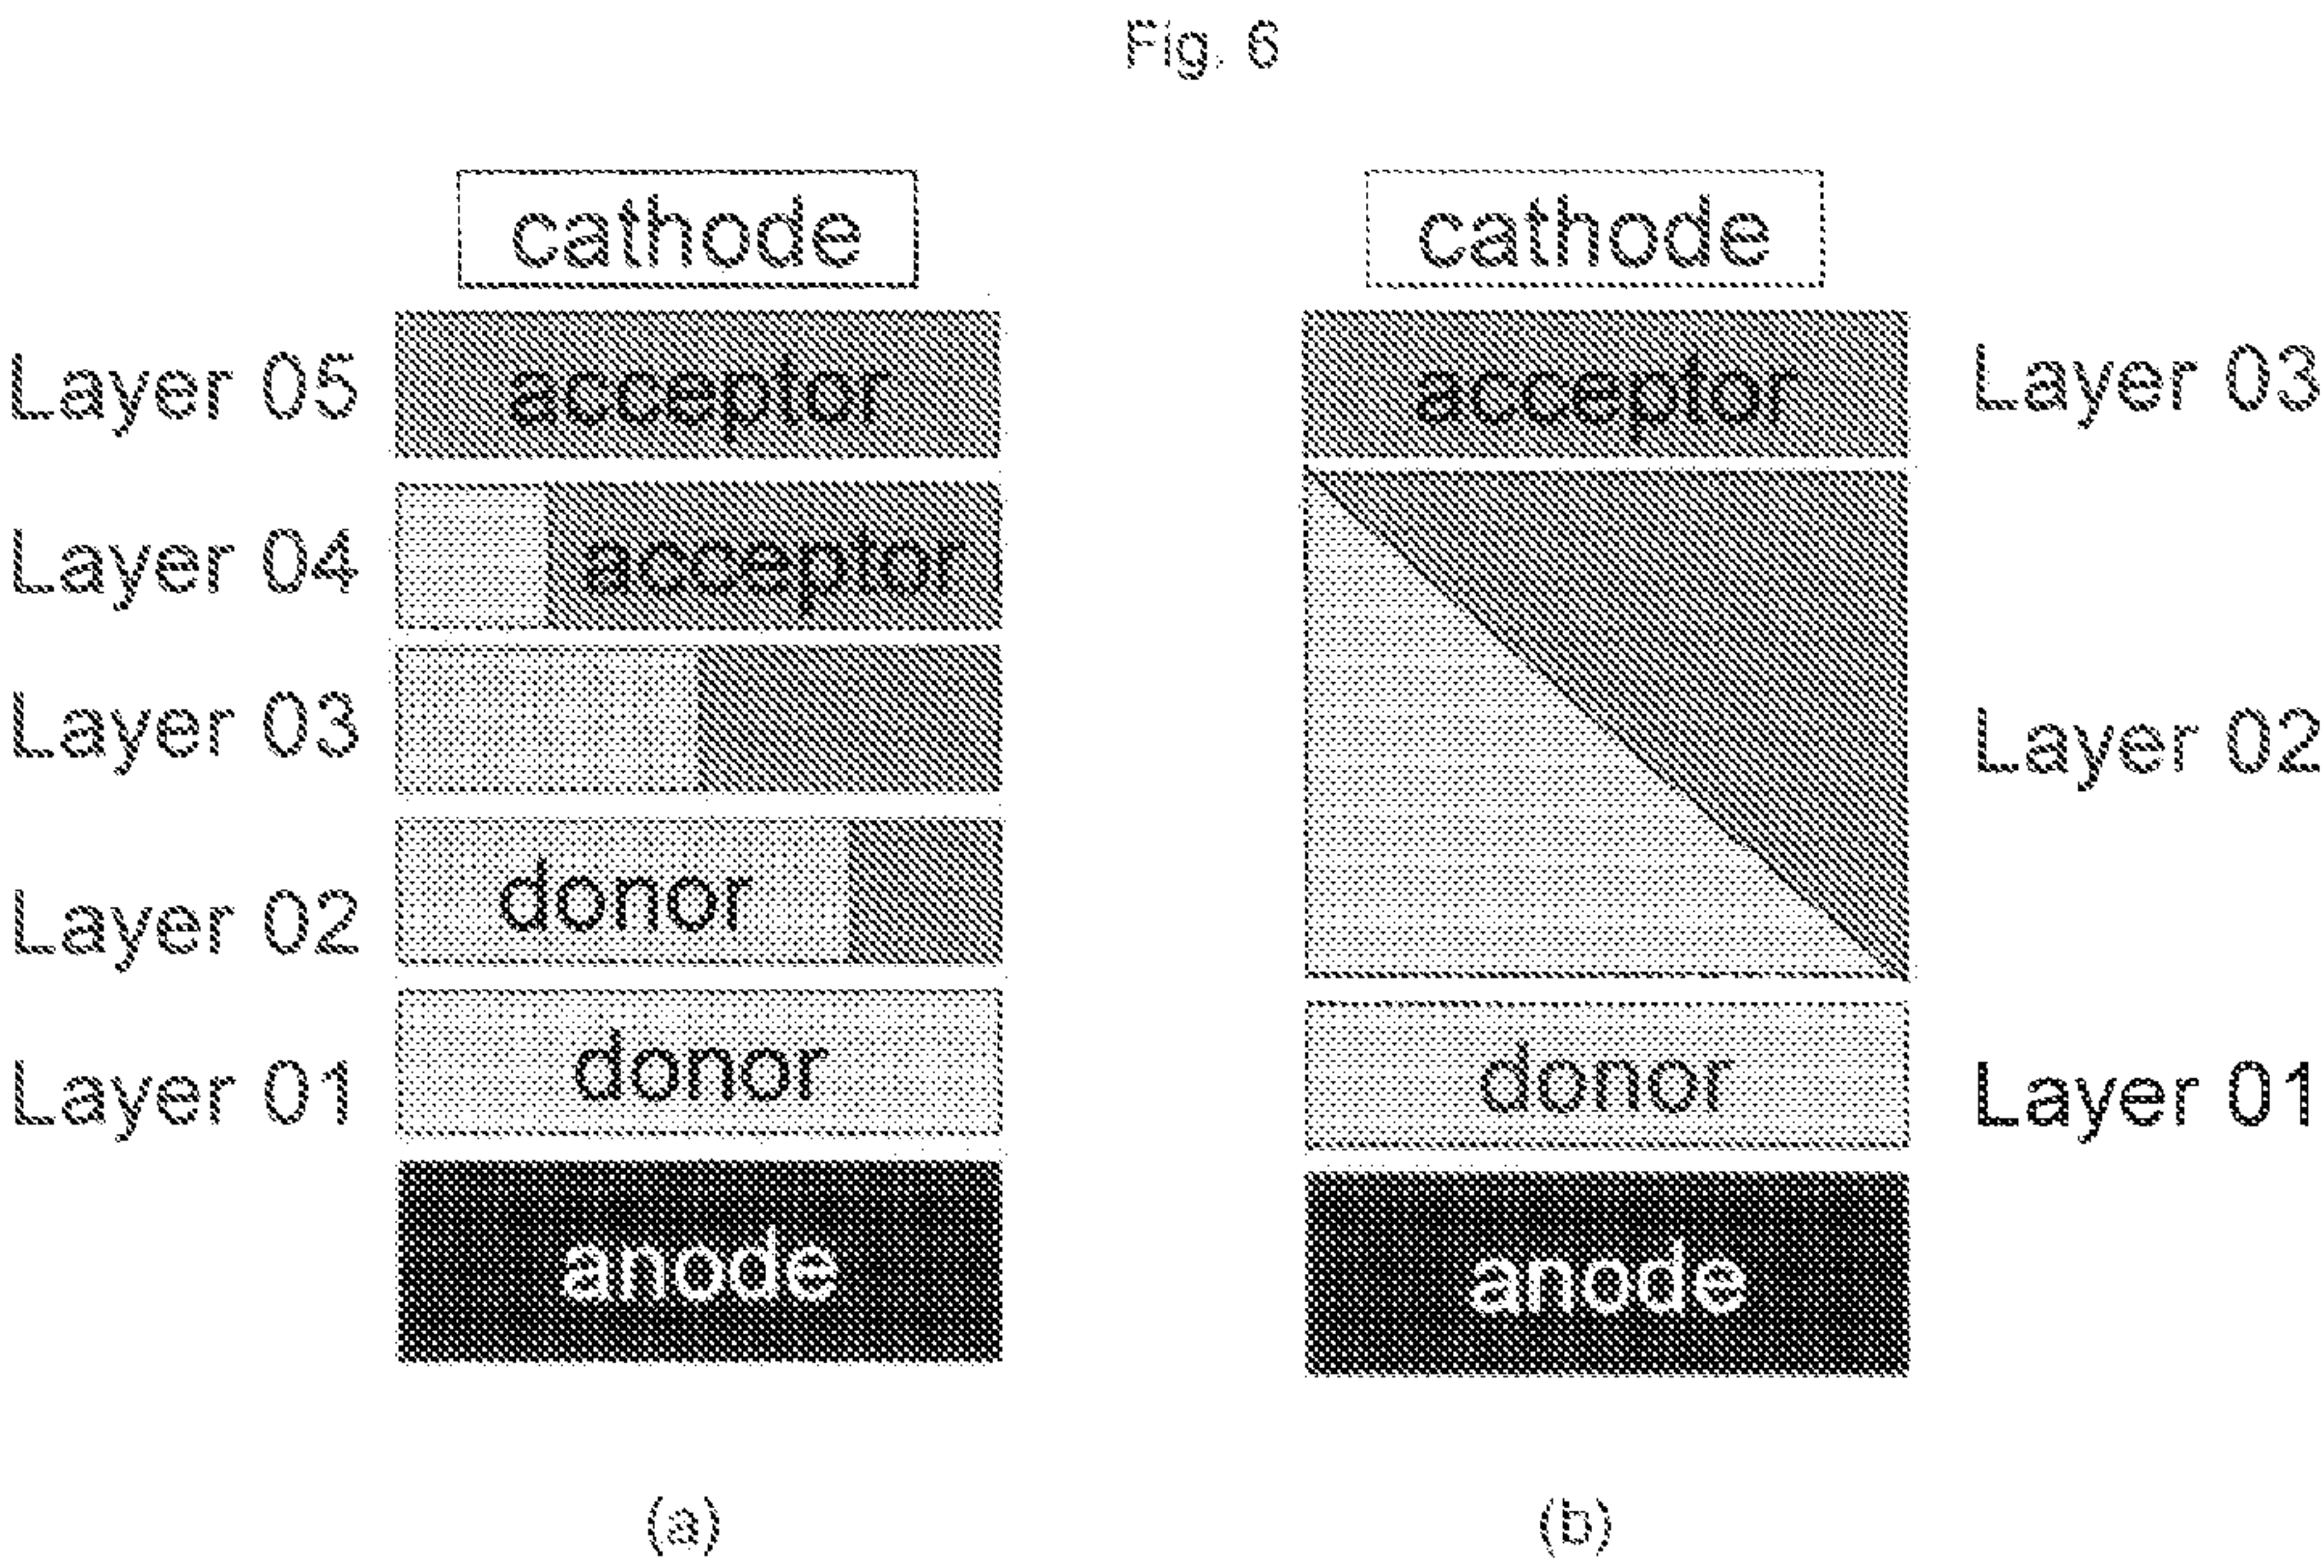 Fig. 6
cathode
Layer 05
acceptor
Layer 04
acceptor
Layer 03
Layer 02
donor
Layer 01
donor
anode
(a)
cathode
acceptor
Layer 03
Layer 02
donor
Layer 01
anode
(b)